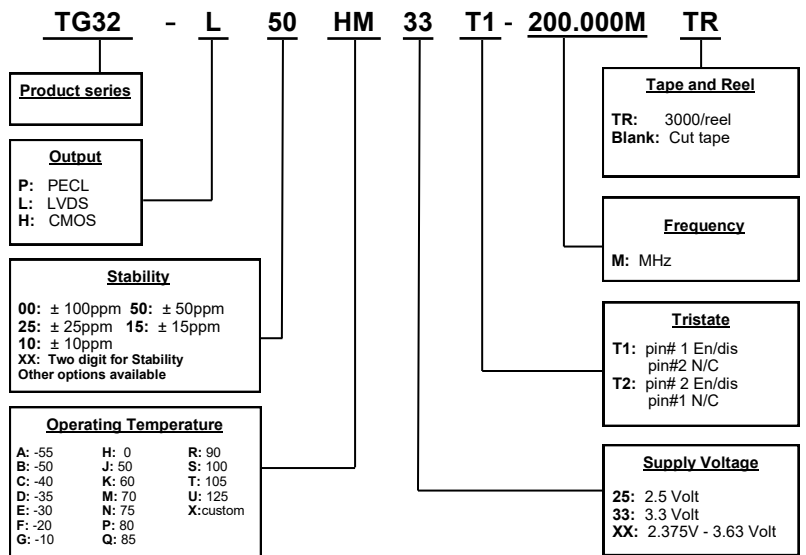 TG32 - L 50 HM 33 T1 - 200.000M TR
Product series
Output
P: PECL
L: LVDS
H: CMOS
Stability
00: ± 100ppm 50: ± 50ppm
25: ± 25ppm 15: ± 15ppm
10: ± 10ppm
XX: Two digit for Stability
Other options available
Operating Temperature
A: -55 H: 0 R: 90
B: -50 J: 50 S: 100
C: -40 K: 60 T: 105
D: -35 M: 70 U: 125
E: -30 N: 75 X:custom
F: -20 P: 80
G: -10 Q: 85
Tape and Reel
TR: 3000/reel
Blank: Cut tape
Frequency
M: MHz
Tristate
T1: pin# 1 En/dis
pin#2 N/C
T2: pin# 2 En/dis
pin#1 N/C
Supply Voltage
25: 2.5 Volt
33: 3.3 Volt
XX: 2.375V - 3.63 Volt